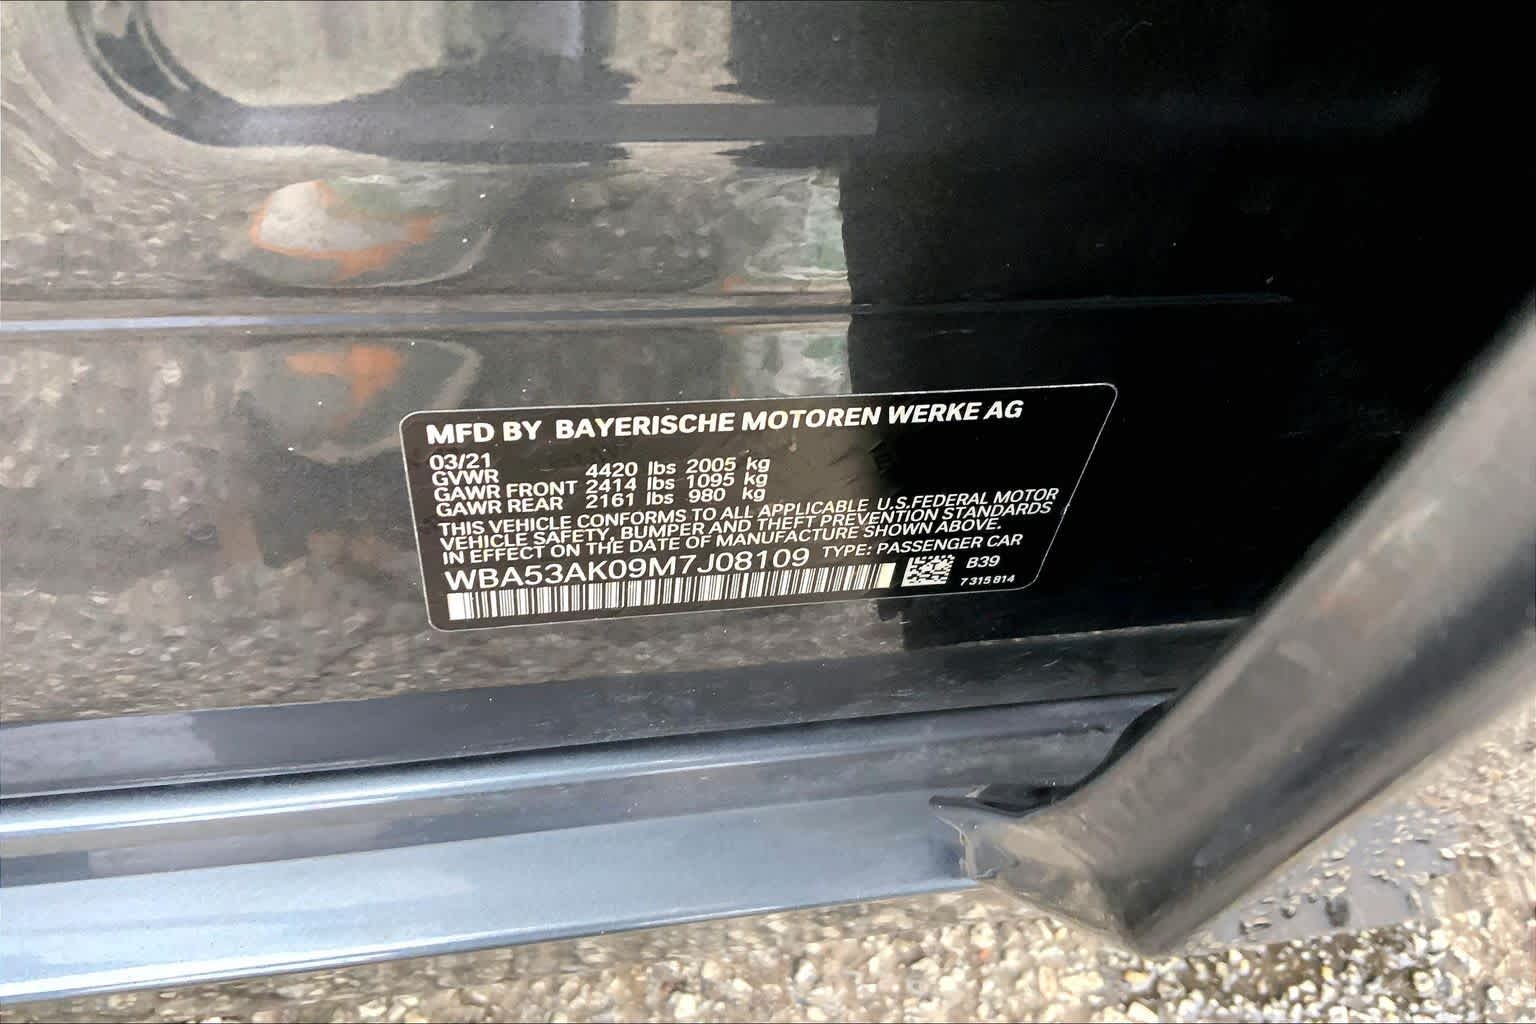 MFD BY BAYERISCHE MOTOREN WERKE AG
03/21
GVWR 4420 lbs 2005 kg
GAWR FRONT 2414 lbs 1095 kg
GAWR REAR 2161 lbs 980 kg
THIS VEHICLE CONFORMS TO ALL APPLICABLE U.S.FEDERAL MOTOR
VEHICLE SAFETY, BUMPER AND THEFT PREVENTION STANDARDS
IN EFFECT ON THE DATE OF MANUFACTURE SHOWN ABOVE.
WBA53AK09M7J08109 TYPE: PASSENGER CAR
B39
7 315 814